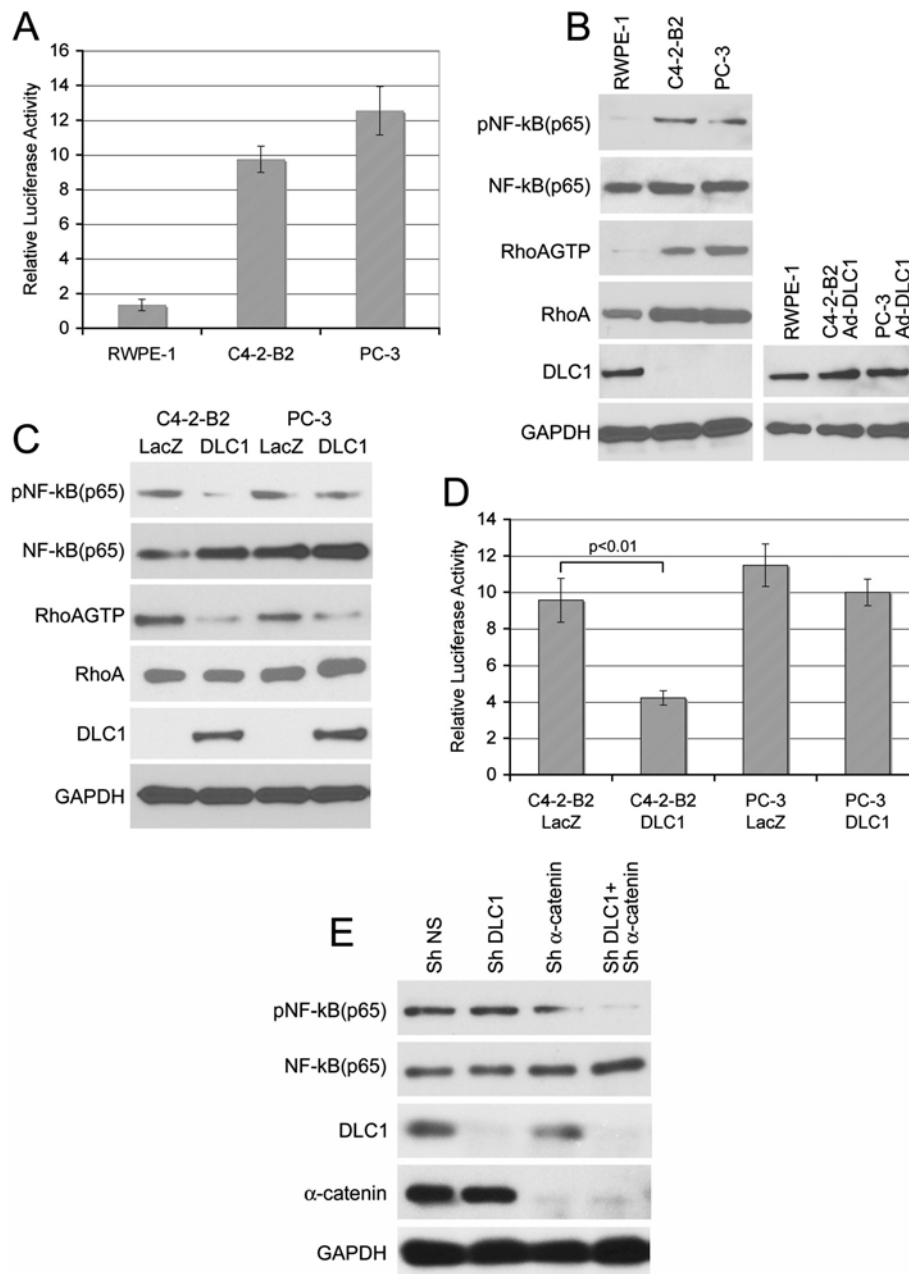 A
Relative Luciferase Activity
16
14
12
10
8
6
4
2
0
RWPE-1
C4-2-B2
PC-3
B
RWPE-1
C4-2-B2
PC-3
pNF-kB(p65)
NF-kB(p65)
RhoAGTP
RhoA
DLC1
GAPDH
RWPE-1
C4-2-B2
Ad-DLC1
PC-3
Ad-DLC1
C
C4-2-B2
PC-3
LacZ
DLC1
LacZ
DLC1
pNF-kB(p65)
NF-kB(p65)
RhoAGTP
RhoA
DLC1
GAPDH
D
Relative Luciferase Activity
14
12
10
8
6
4
2
0
p<0.01
C4-2-B2
LacZ
C4-2-B2
DLC1
PC-3
LacZ
PC-3
DLC1
E
Sh NS
Sh DLC1
Sh α-catenin
Sh DLC1+
Sh α-catenin
pNF-kB(p65)
NF-kB(p65)
DLC1
α-catenin
GAPDH